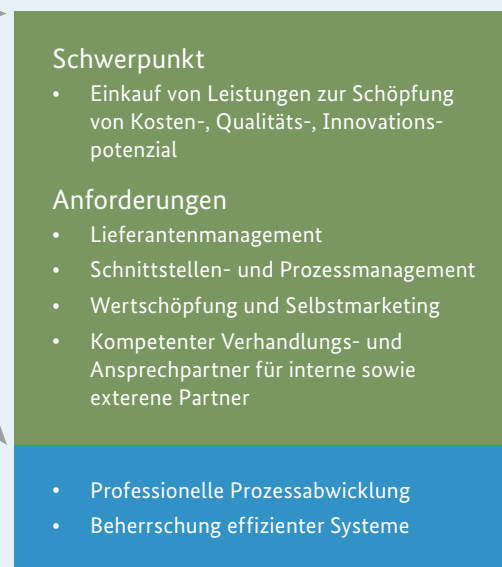 Schwerpunkt
• Einkauf von Leistungen zur Schöpfung
von Kosten-, Qualitäts-, Innovations-
potenzial
Anforderungen
• Lieferantenmanagement
• Schnittstellen- und Prozessmanagement
• Wertschöpfung und Selbstmarketing
• Kompetenter Verhandlungs- und
Ansprechpartner für interne sowie
exterene Partner
• Professionelle Prozessabwicklung
• Beherrschung effizienter Systeme